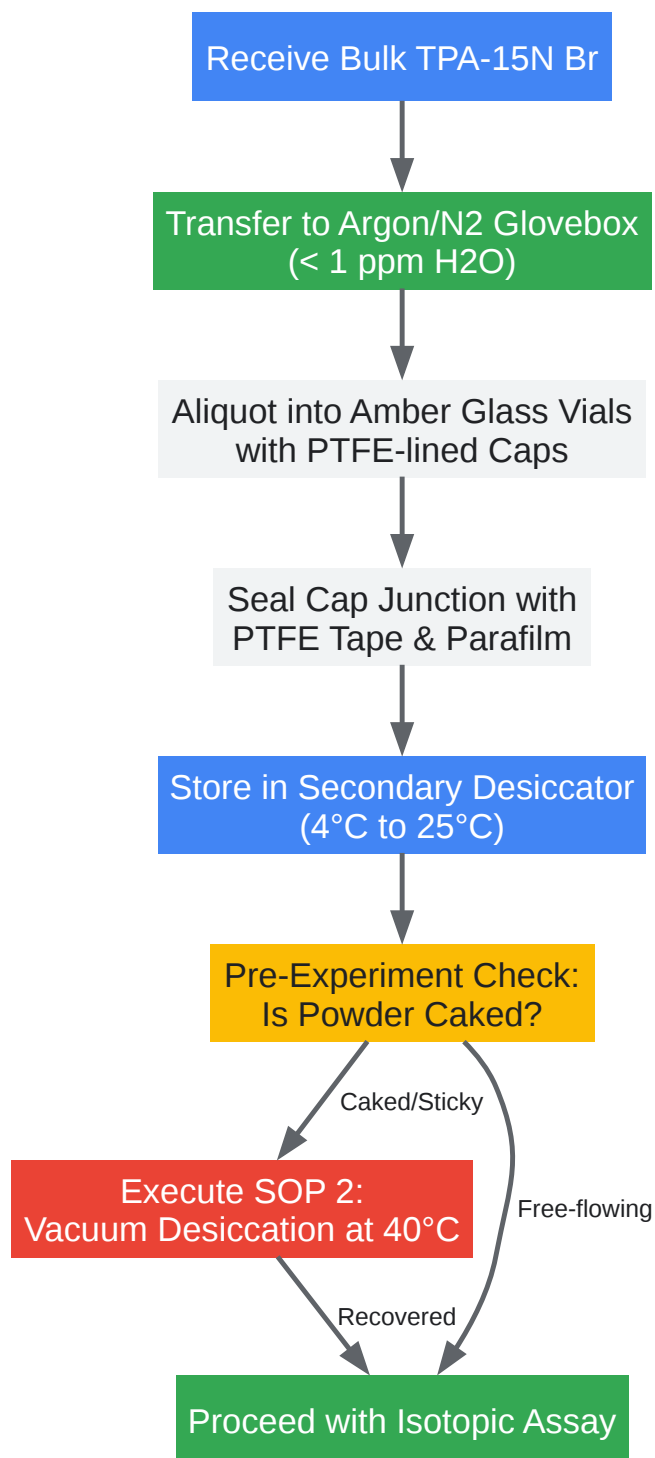 Receive Bulk TPA-15N Br
Transfer to Argon/N2 Glovebox
(< 1 ppm H2O)
Aliquot into Amber Glass Vials
with PTFE-lined Caps
Seal Cap Junction with
PTFE Tape & Parafilm
Store in Secondary Desiccator
(4°C to 25°C)
Pre-Experiment Check:
Is Powder Caked?
Caked/Sticky
Execute SOP 2:
Vacuum Desiccation at 40°C
Free-flowing
Recovered
Proceed with Isotopic Assay